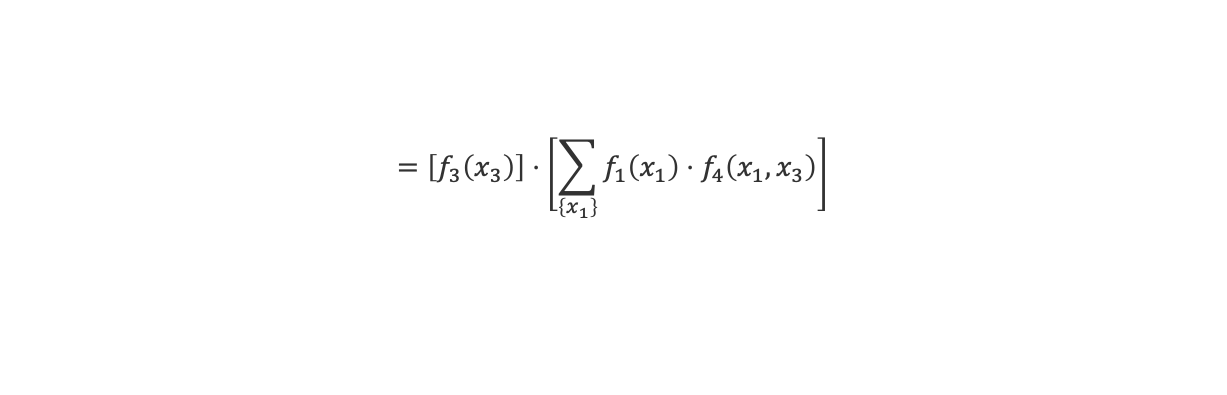 = [f₃(x₃)] · [∑_{{x₁}} f₁(x₁) · f₄(x₁, x₃)]